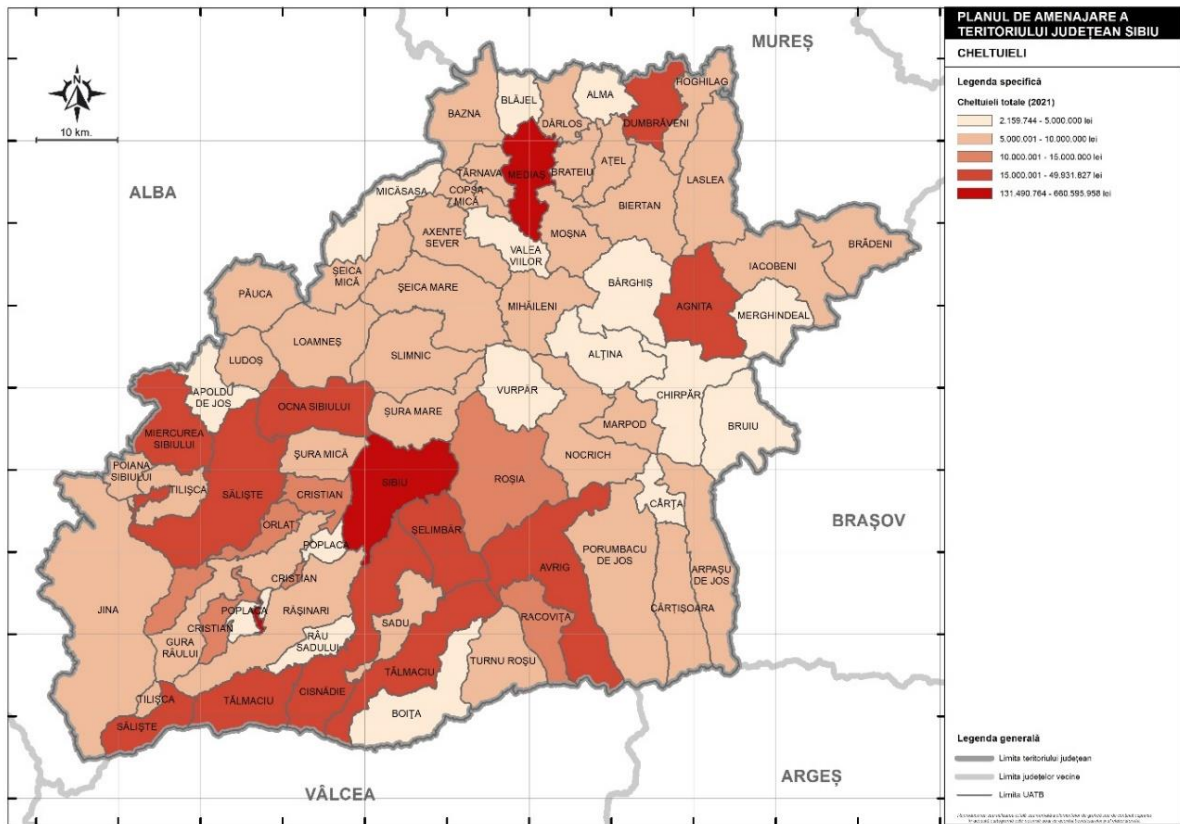 PLANUL DE AMENAJARE A
TERITORIULUI JUDEȚEAN SIBIU
CHELTUIELI
Legenda specifică
Cheltuieli totale (2021)
2.159.744 - 5.000.000 lei
5.000.001 - 10.000.000 lei
10.000.001 - 15.000.000 lei
15.000.001 - 49.931.827 lei
131.490.764 - 660.595.958 lei
MUREȘ
ALBA
BRAȘOV
ARGEȘ
VÂLCEA
10 km.
HOGHILAG
ALMA
BLĂJEL
BAZNA
DÂRLOS
DUMBRĂVENI
AȚEL
TÂRNAVA
MEDIAȘ
BRATEIU
LASLEA
MICĂSASA
COPȘA
MICĂ
BIERTAN
AXENTE
SEVER
MOȘNA
BRĂDENI
VALEA
VIILOR
IACOBENI
ȘEICA
MICĂ
BÂRGHIȘ
ȘEICA MARE
PĂUCA
MIHĂILENI
AGNITA
MERGHINDEAL
LOAMNEȘ
SLIMNIC
ALȚINA
LUDOȘ
APOLDU
DE JOS
VURPĂR
CHIRPĂR
OCNA SIBIULUI
ȘURA MARE
MARPOD
BRUIU
MIERCUREA
SIBIULUI
ȘURA MICĂ
NOCRICH
POIANA
SIBIULUI
SIBIU
ROȘIA
TILIȘCA
SĂLIȘTE
CRISTIAN
CÂRȚA
ORLAT
ȘELIMBĂR
POPLACA
PORUMBACU
DE JOS
AVRIG
ARPAȘU
DE JOS
CRISTIAN
JINA
POPLACA
RĂȘINARI
CÂRȚIȘOARA
RACOVIȚA
SADU
CRISTIAN
GURA
RÂULUI
RÂU
SADULUI
TURNU ROȘU
TĂLMACIU
CISNĂDIE
TILIȘCA
TĂLMACIU
BOIȚA
SĂLIȘTE
Legenda generală
Limita teritoriului județean
Limita județelor vecine
Limita UATB